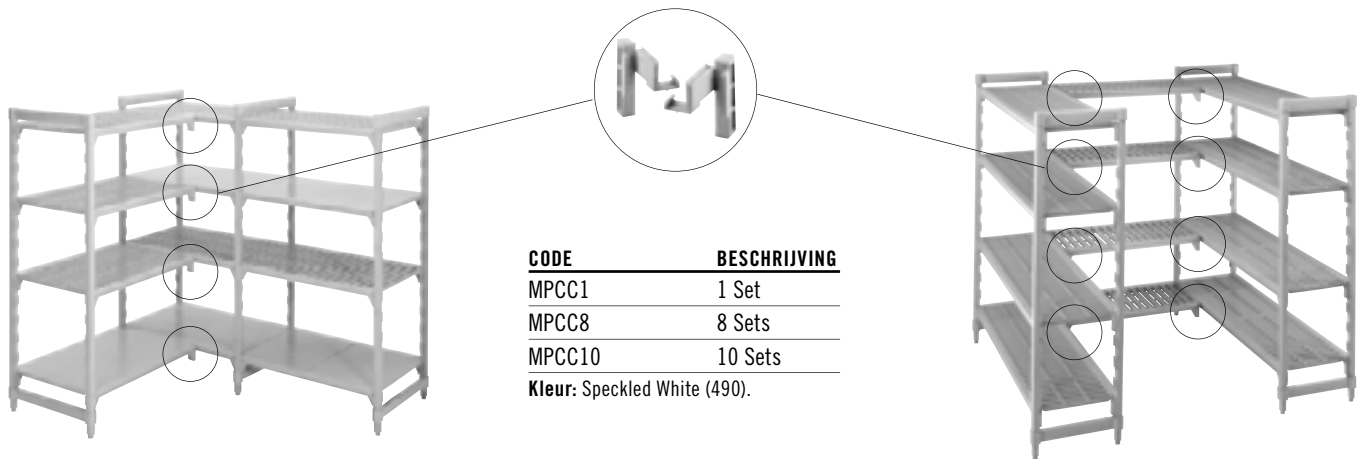 CODE BESCHRIJVING
MPCC1 1 Set
MPCC8 8 Sets
MPCC10 10 Sets
Kleur: Speckled White (490).